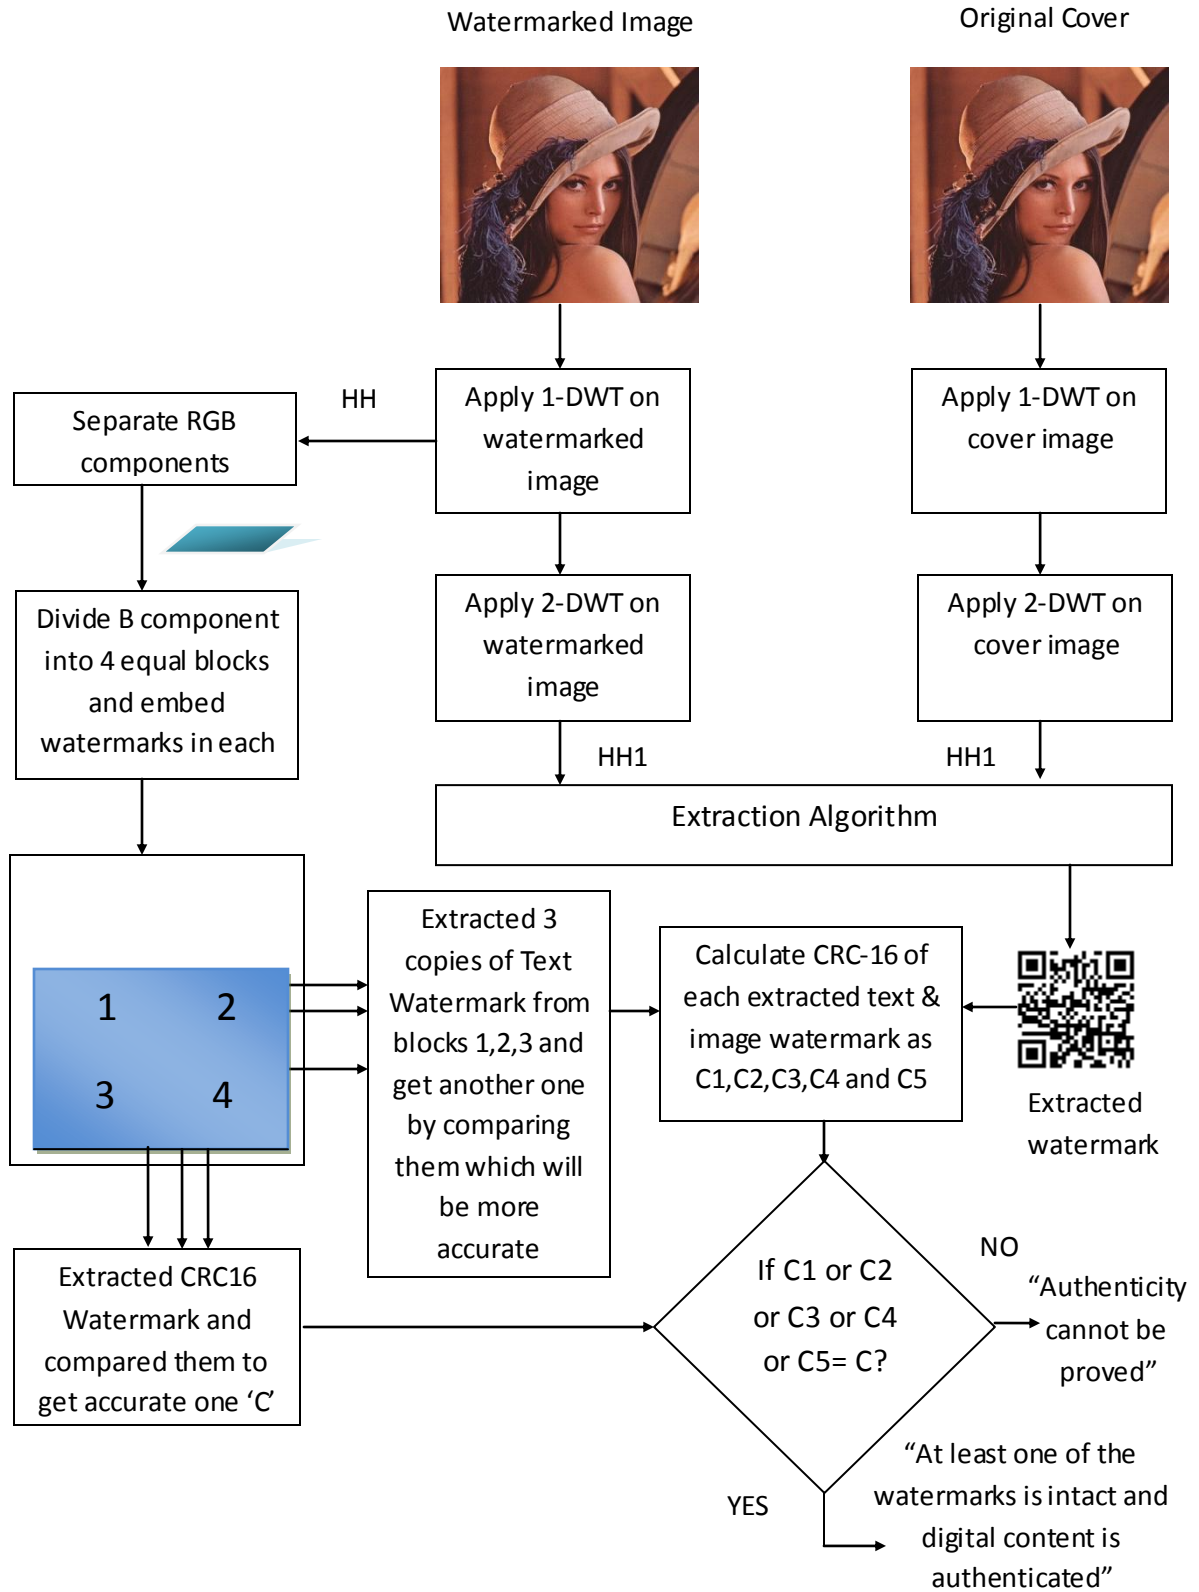 Watermarked Image
Original Cover
HH
Apply 1-DWT on
watermarked
image
Apply 1-DWT on
cover image
Separate RGB
components
Apply 2-DWT on
watermarked
image
Apply 2-DWT on
cover image
Divide B component
into 4 equal blocks
and embed
watermarks in each
HH1
HH1
Extraction Algorithm
1 2
3 4
Extracted 3
copies of Text
Watermark from
blocks 1,2,3 and
get another one
by comparing
them which will
be more
accurate
Calculate CRC-16 of
each extracted text &
image watermark as
C1,C2,C3,C4 and C5
Extracted
watermark
Extracted CRC16
Watermark and
compared them to
get accurate one ‘C’
If C1 or C2
or C3 or C4
or C5= C?
NO
“Authenticity
cannot be
proved”
YES
“At least one of the
watermarks is intact and
digital content is
authenticated”